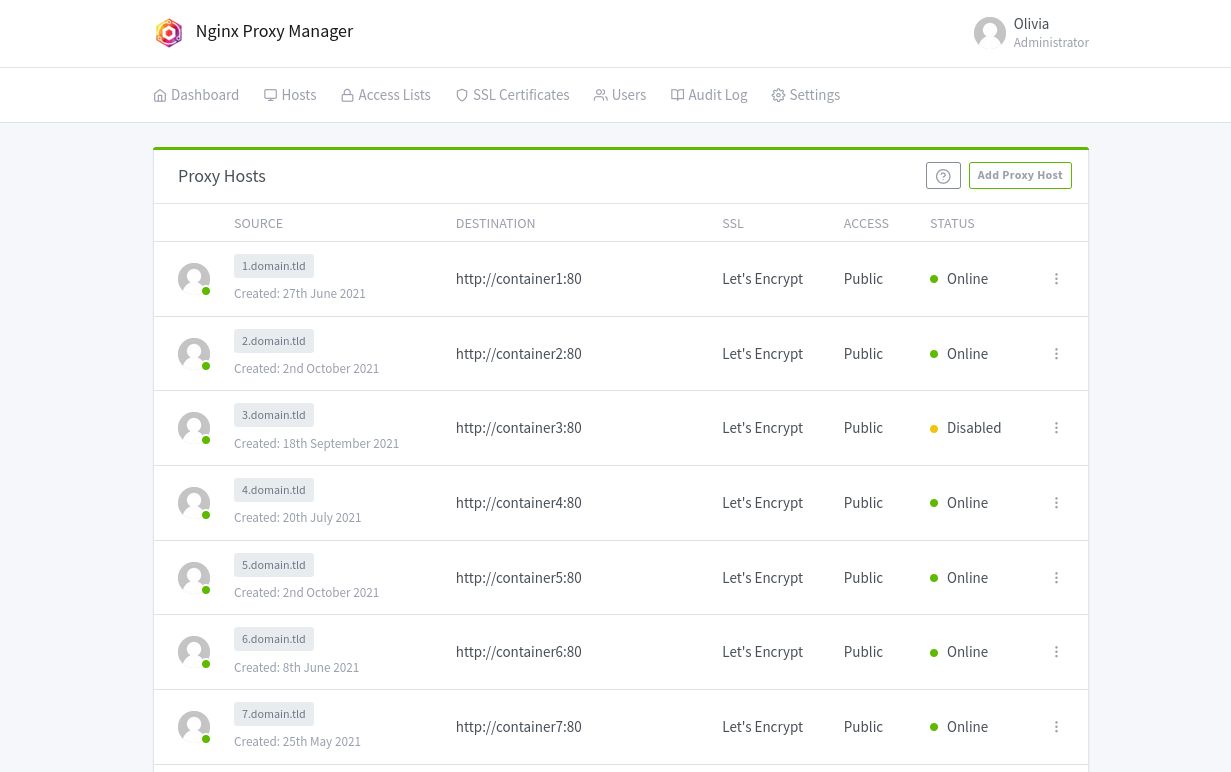 Nginx Proxy Manager
Olivia
Administrator
Dashboard Hosts Access Lists SSL Certificates Users Audit Log Settings
Proxy Hosts
Add Proxy Host
SOURCE DESTINATION SSL ACCESS STATUS
1.domain.tld
Created: 27th June 2021
http://container1:80 Let's Encrypt Public Online
2.domain.tld
Created: 2nd October 2021
http://container2:80 Let's Encrypt Public Online
3.domain.tld
Created: 18th September 2021
http://container3:80 Let's Encrypt Public Disabled
4.domain.tld
Created: 20th July 2021
http://container4:80 Let's Encrypt Public Online
5.domain.tld
Created: 2nd October 2021
http://container5:80 Let's Encrypt Public Online
6.domain.tld
Created: 8th June 2021
http://container6:80 Let's Encrypt Public Online
7.domain.tld
Created: 25th May 2021
http://container7:80 Let's Encrypt Public Online